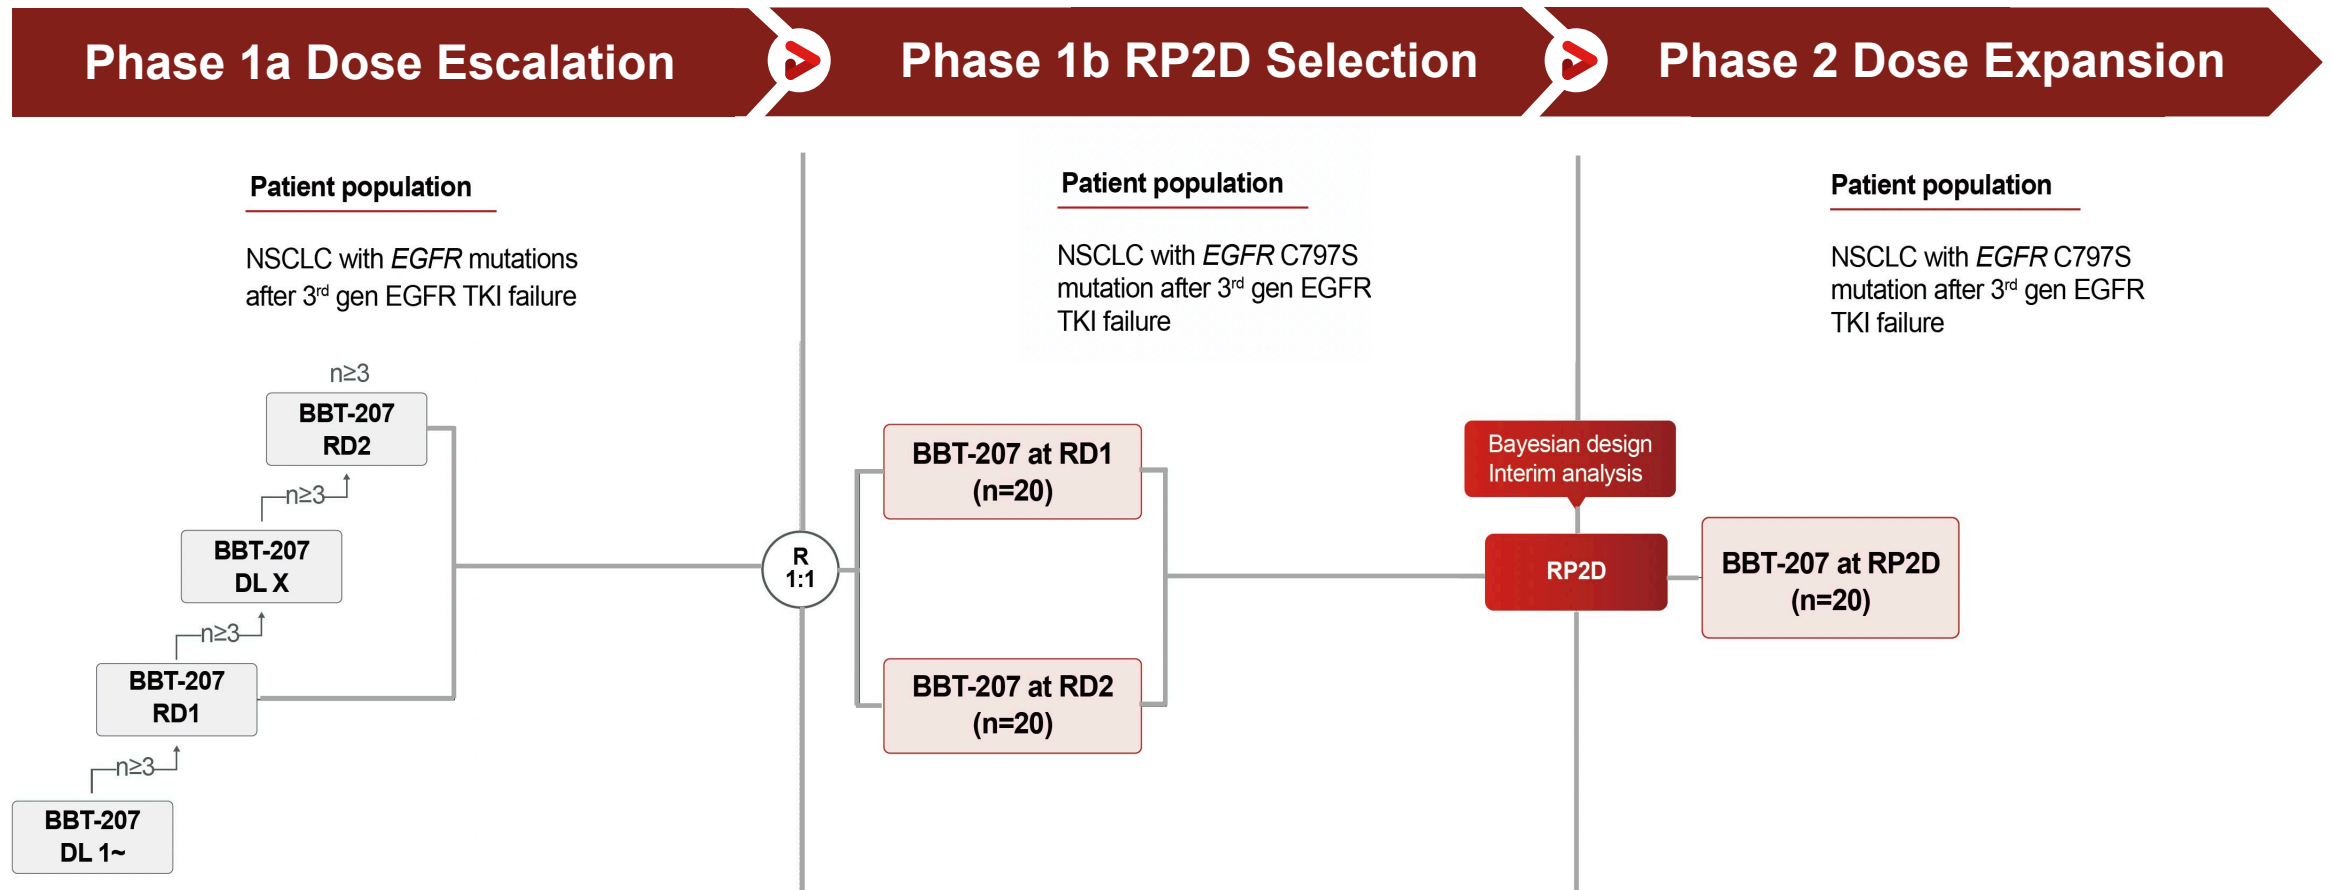 Phase 1a Dose Escalation
Phase 1b RP2D Selection
Phase 2 Dose Expansion
Patient population
NSCLC with EGFR mutations
after 3rd gen EGFR TKI failure
n≥3
BBT-207
RD2
n≥3
BBT-207
DL X
n≥3
BBT-207
RD1
n≥3
BBT-207
DL 1~
R
1:1
Patient population
NSCLC with EGFR C797S
mutation after 3rd gen EGFR
TKI failure
BBT-207 at RD1
(n=20)
BBT-207 at RD2
(n=20)
Bayesian design
Interim analysis
RP2D
Patient population
NSCLC with EGFR C797S
mutation after 3rd gen EGFR
TKI failure
BBT-207 at RP2D
(n=20)